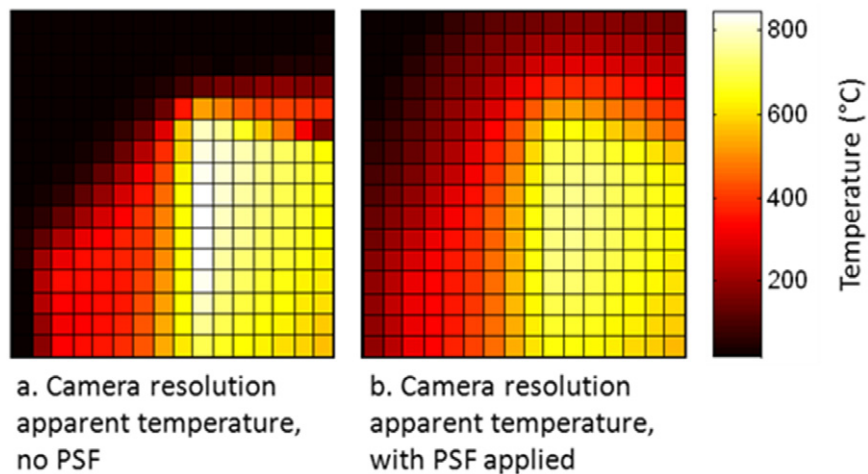 800
600
400
200
Temperature (°C)
a. Camera resolution
apparent temperature,
no PSF
b. Camera resolution
apparent temperature,
with PSF applied